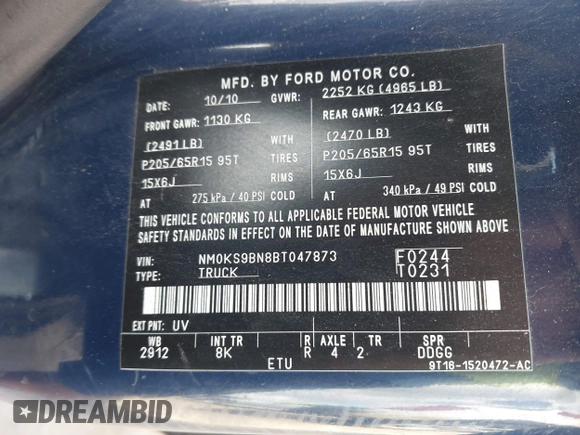 MFD. BY FORD MOTOR CO.
DATE: 10/10 GVWR: 2252 KG (4965 LB)
FRONT GAWR: 1130 KG REAR GAWR: 1243 KG
(2491 LB) WITH (2470 LB) WITH
P205/65R15 95T TIRES P205/65R15 95T TIRES
15X6J RIMS 15X6J RIMS
AT 275 kPa / 40 PSI COLD AT 340 kPa / 49 PSI COLD
THIS VEHICLE CONFORMS TO ALL APPLICABLE FEDERAL MOTOR VEHICLE
SAFETY STANDARDS IN EFFECT ON THE DATE OF MANUFACTURE SHOWN ABOVE.
VIN: NM0KS9BN8BT047873 F0244
TYPE: TRUCK T0231
EXT PNT: UV
WB INT TR R AXLE TR SPR
2912 8K R 4 2 DDGG
ETU 9T16-1520472-AC
DREAMBID